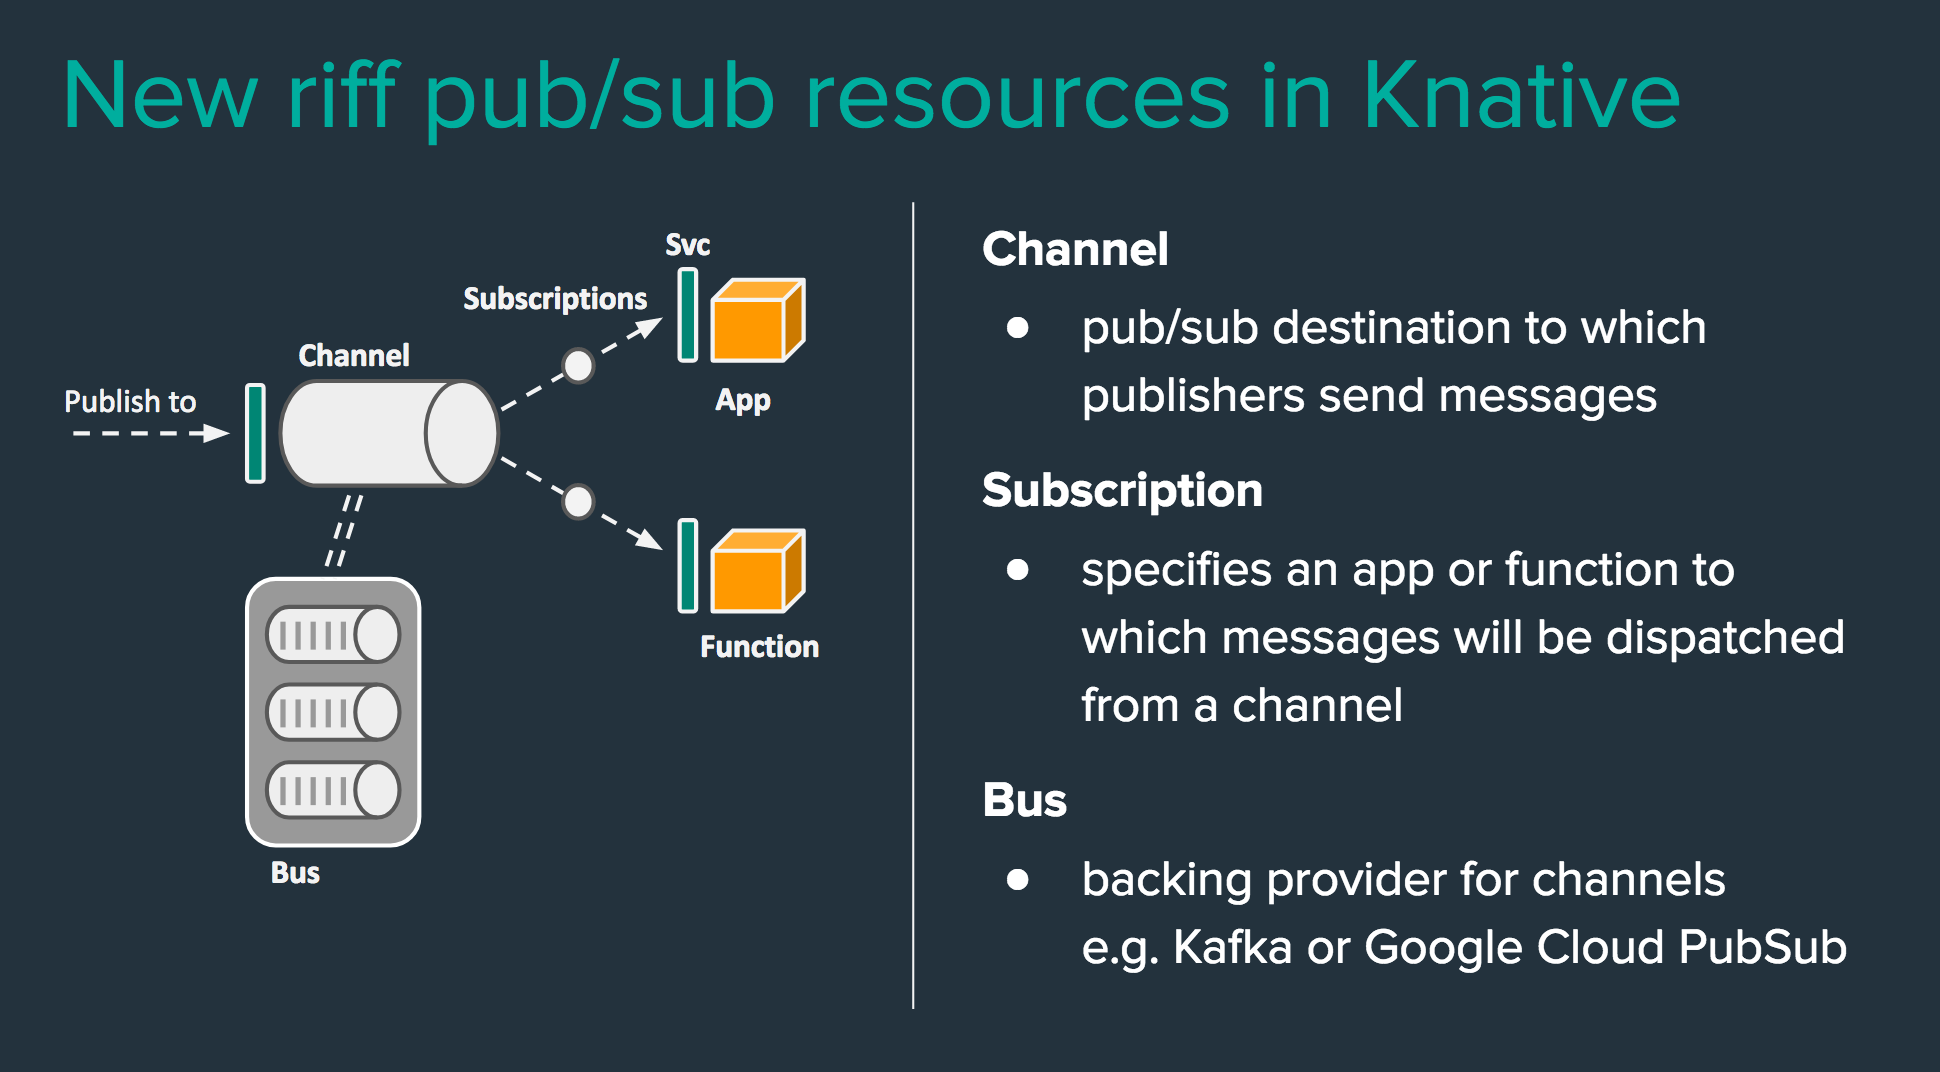 New riff pub/sub resources in Knative
Svc
Subscriptions
Channel
Publish to
App
Function
Bus
Channel
● pub/sub destination to which
publishers send messages
Subscription
● specifies an app or function to
which messages will be dispatched
from a channel
Bus
● backing provider for channels
e.g. Kafka or Google Cloud PubSub